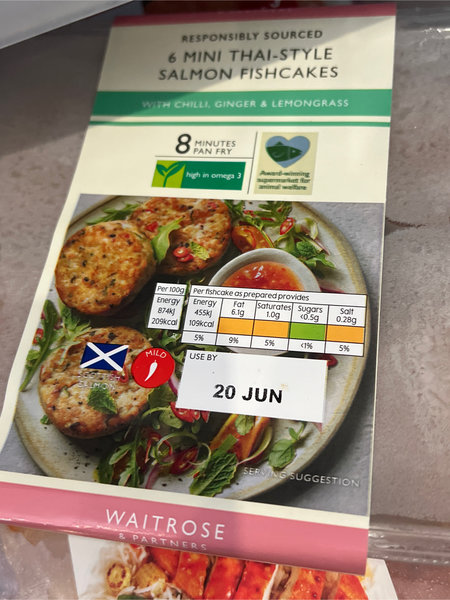 RESPONSIBLY SOURCED
6 MINI THAI-STYLE
SALMON FISHCAKES
WITH CHILLI, GINGER & LEMONGRASS
8 MINUTES
PAN FRY
high in omega 3
Award-winning
supermarket for
animal welfare
Per 100g
Energy
874kJ
209kcal
Per fishcake as prepared provides
Energy
455kJ
109kcal
5%
Fat
6.1g
9%
Saturates
1.0g
5%
Sugars
<0.5g
<1%
Salt
0.28g
5%
SCOTTISH
SALMON
MILD
USE BY
20 JUN
SERVING SUGGESTION
WAITROSE
& PARTNERS